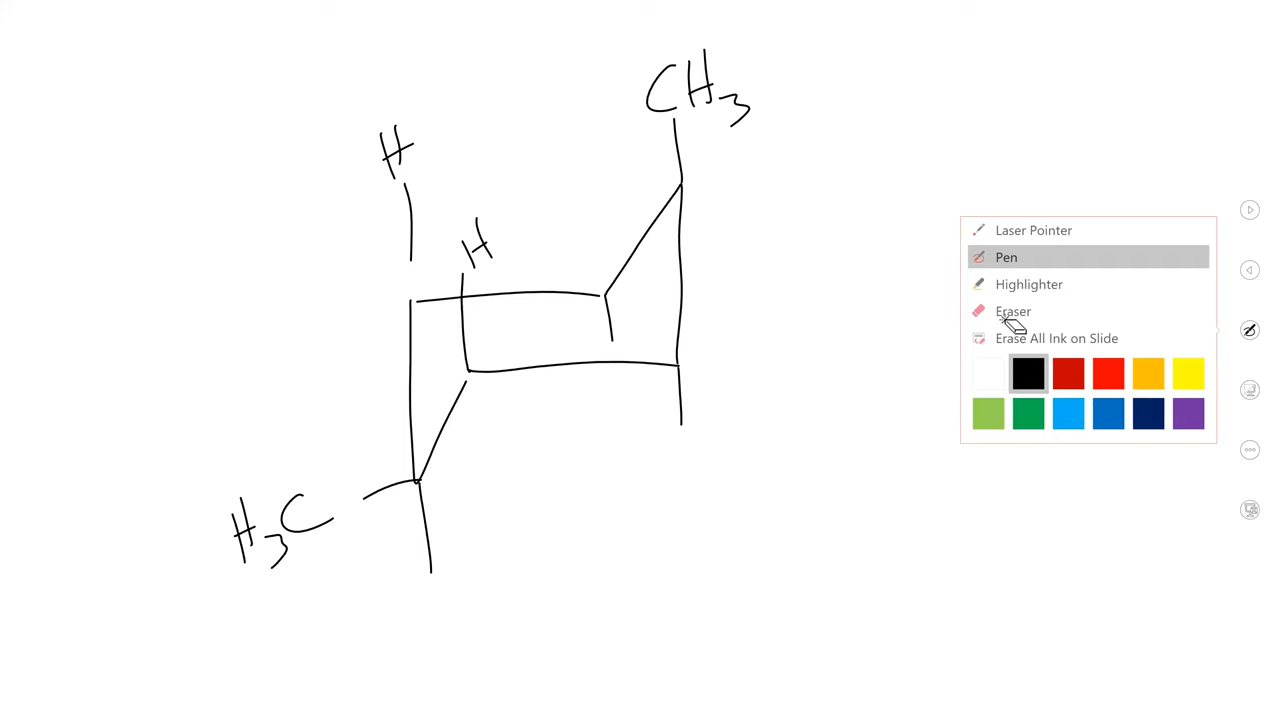 CH3
H
H
H3C
Laser Pointer
Pen
Highlighter
Eraser
Erase All Ink on Slide